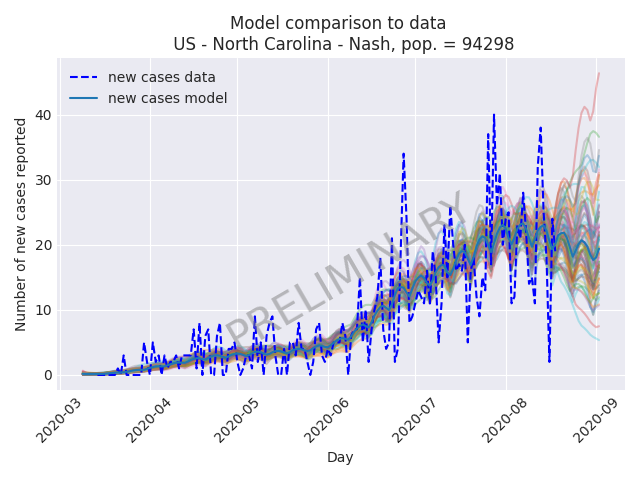 Model comparison to data
US - North Carolina - Nash, pop. = 94298
new cases data
new cases model
Number of new cases reported
40
30
20
10
0
PRELIMINARY
2020-03
2020-04
2020-05
2020-06
2020-07
2020-08
2020-09
Day